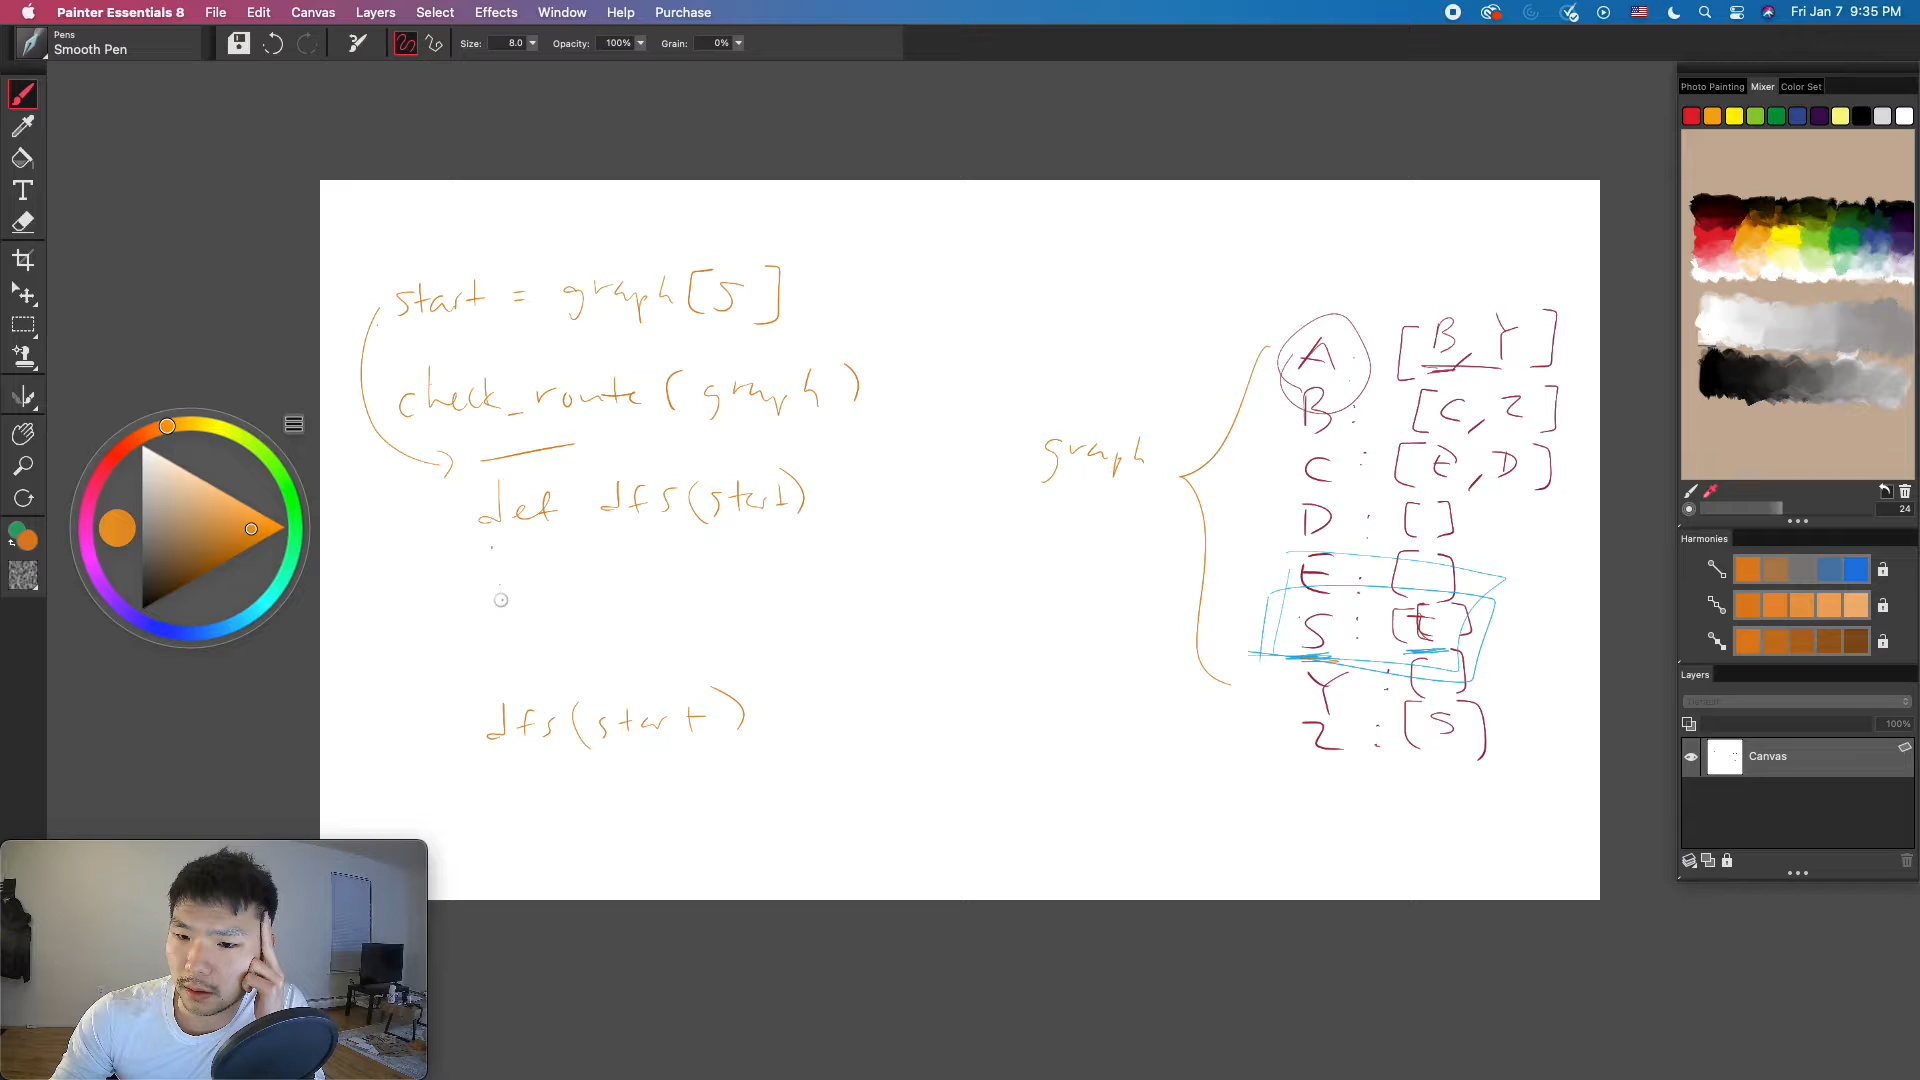 Painter Essentials 8 File Edit Canvas Layers Select Effects Window Help Purchase Fri Jan 7 9:35 PM
Pens
Smooth Pen
Size: 8.0 Opacity: 100% Grain: 0%
Photo Painting Mixer Color Set
start = graph[S]
check_route(graph)
def dfs(start)
dfs(start)
graph
A: [B, Y]
B: [C, Z]
C: [E, D]
D: []
E: []
S: [E]
Y: []
Z: [S]
24
Harmonies
Layers
100%
Canvas